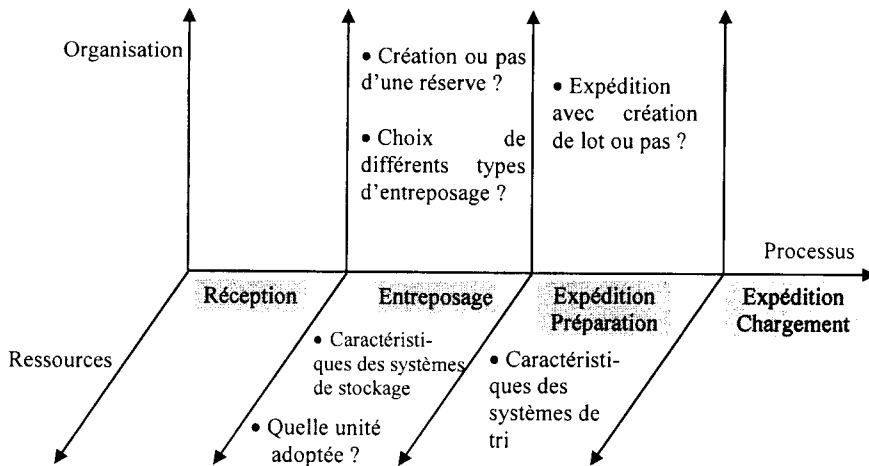 Organisation
• Création ou pas
d'une réserve ?
• Choix de
différents types
d'entreposage ?
• Expédition
avec création
de lot ou pas ?
Processus
Réception
Entreposage
Expédition
Préparation
Expédition
Chargement
Ressources
• Caractéristi-
ques des systèmes
de stockage
• Quelle unité
adoptée ?
• Caractéristi-
ques des
systèmes de
tri